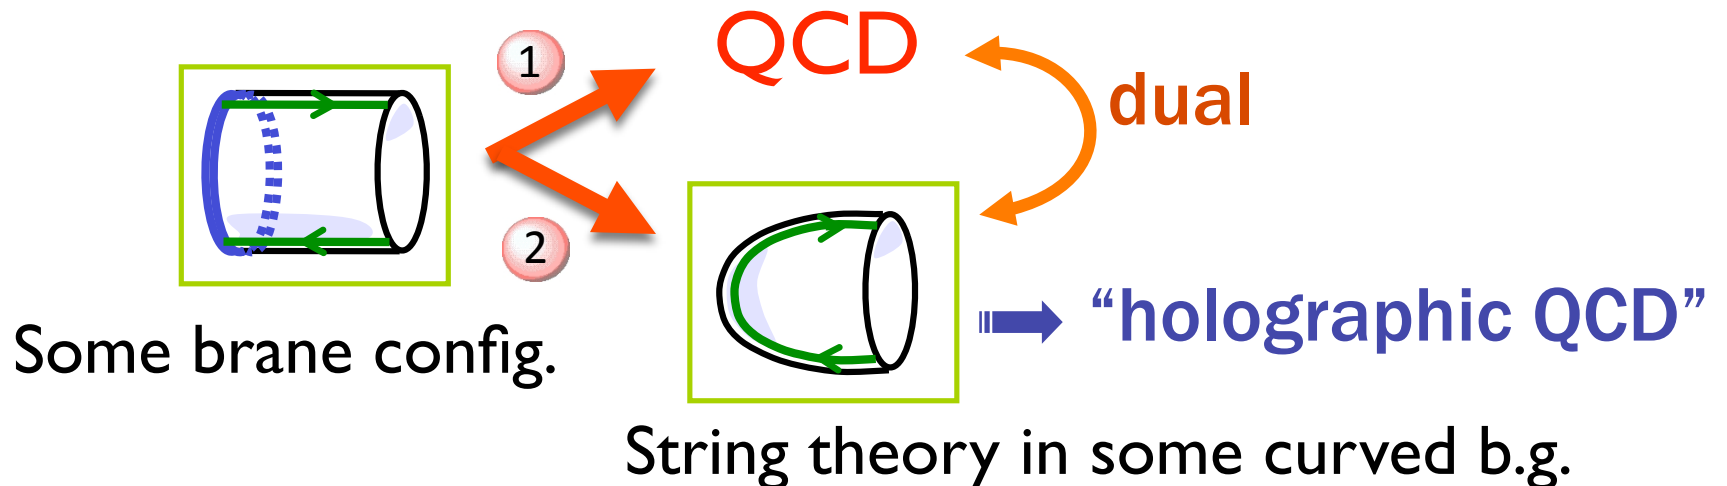 QCD
1
dual
2
“holographic QCD”
Some brane config.
String theory in some curved b.g.